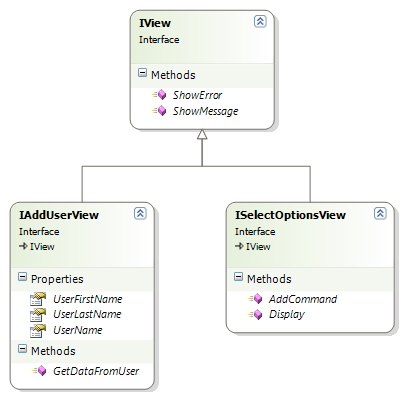 IView
Interface
Methods
ShowError
ShowMessage
IAddUserView
Interface
IView
Properties
UserFirstName
UserLastName
UserName
Methods
GetDataFromUser
ISelectOptionsView
Interface
IView
Methods
AddCommand
Display